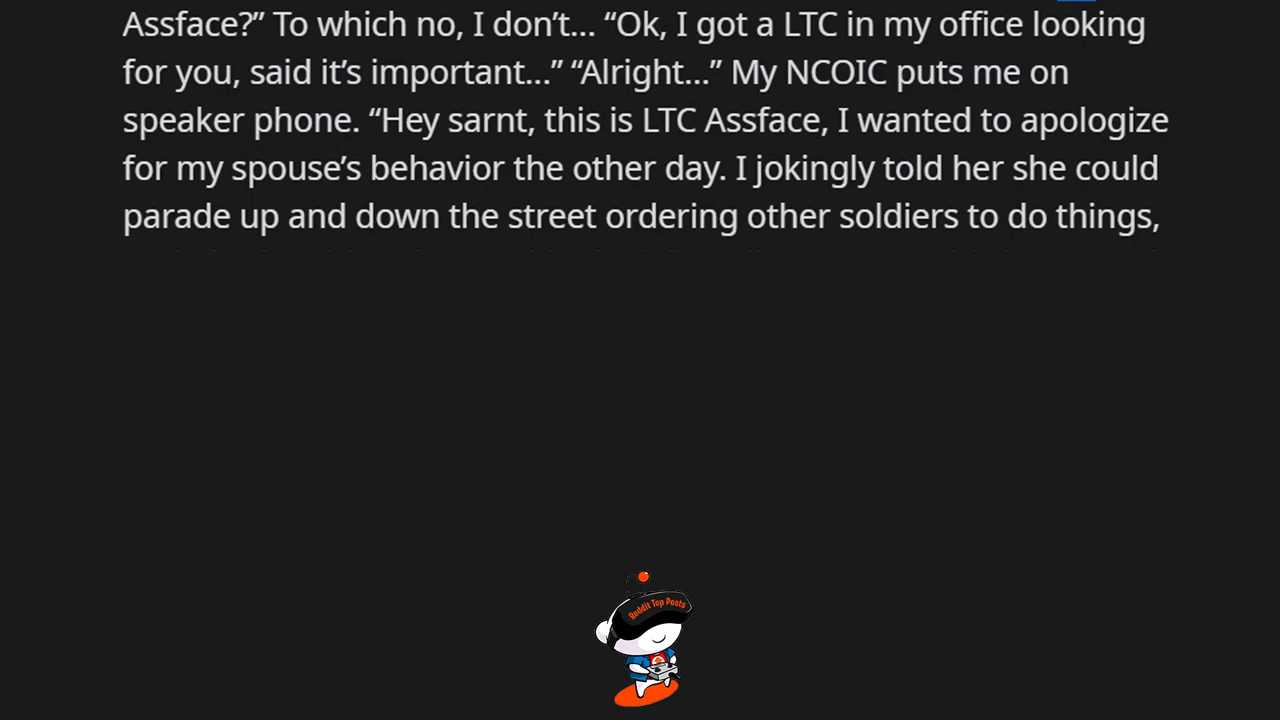 Assface?” To which no, I don’t... “Ok, I got a LTC in my office looking
for you, said it’s important...” “Alright...” My NCOIC puts me on
speaker phone. “Hey sarnt, this is LTC Assface, I wanted to apologize
for my spouse’s behavior the other day. I jokingly told her she could
parade up and down the street ordering other soldiers to do things,
Reddit Top Posts